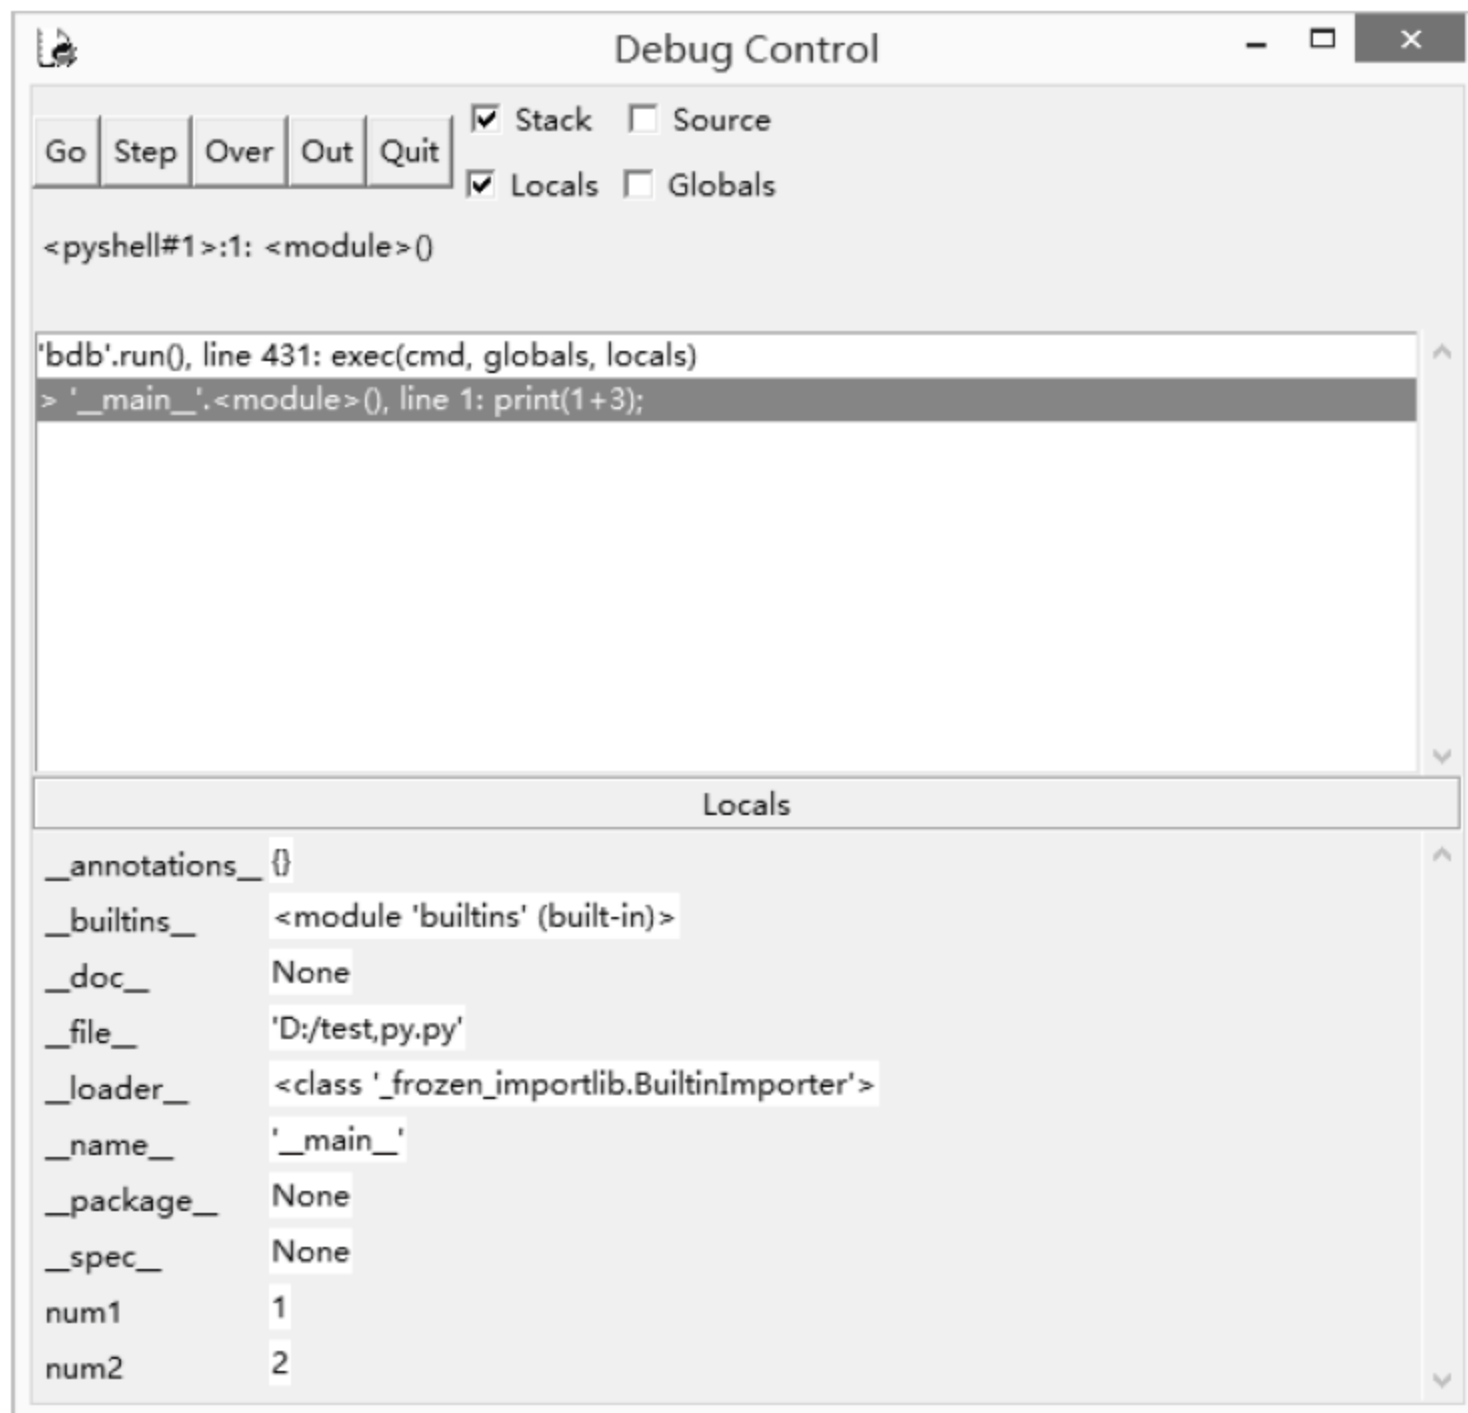 Debug Control
Go Step Over Out Quit
Stack Source
Locals Globals
<pyshell#1>:1: <module>()
'bdb'.run(), line 431: exec(cmd, globals, locals)
> '__main__'.<module>(), line 1: print(1+3);
Locals
__annotations__ {}
__builtins__ <module 'builtins' (built-in)>
__doc__ None
__file__ 'D:/test,py.py'
__loader__ <class '_frozen_importlib.BuiltinImporter'>
__name__ '__main__'
__package__ None
__spec__ None
num1 1
num2 2